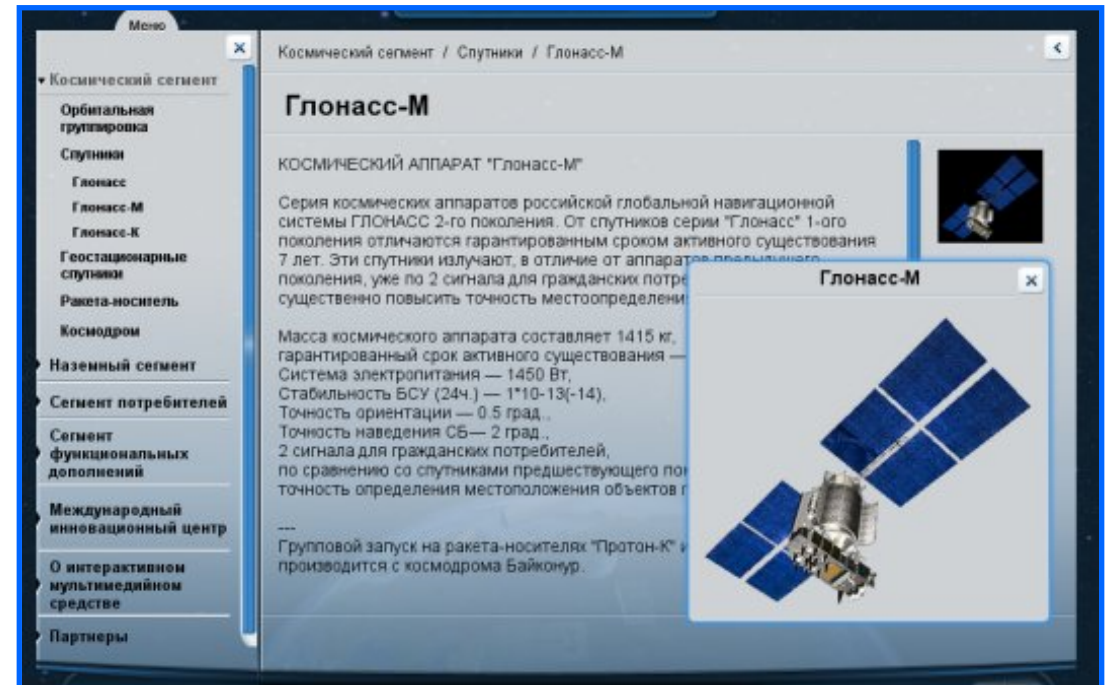 Меню
Космический сегмент
Орбитальная
группировка
Спутники
Глонасс
Глонасс-М
Глонасс-К
Геостационарные
спутники
Ракета-носитель
Космодром
Наземный сегмент
Сегмент потребителей
Сегмент
функциональных
дополнений
Международный
инновационный центр
О интерактивном
мультимедийном
средстве
Партнеры
Космический сегмент / Спутники / Глонасс-М
Глонасс-М
КОСМИЧЕСКИЙ АППАРАТ "Глонасс-М"
Серия космических аппаратов российской глобальной навигационной
системы ГЛОНАСС 2-го поколения. От спутников серии "Глонасс" 1-ого
поколения отличаются гарантированным сроком активного существования
7 лет. Эти спутники излучают, в отличие от аппаратов предыдущего
поколения, уже по 2 сигнала для гражданских
существенно повысить точность
Масса космического аппарата составляет 1415 кг,
гарантированный срок активного существования —
Система электропитания — 1450 Вт,
Стабильность БСУ (24ч.) — 1*10-13(-14),
Точность ориентации — 0.5 град.,
Точность наведения СБ— 2 град.,
2 сигнала для гражданских потребителей,
по сравнению со спутниками предшествующего
точность определения местоположения объектов
---
Групповой запуск на ракета-носителях "Протон-К" и
производится с космодрома Байконур.
Глонасс-М